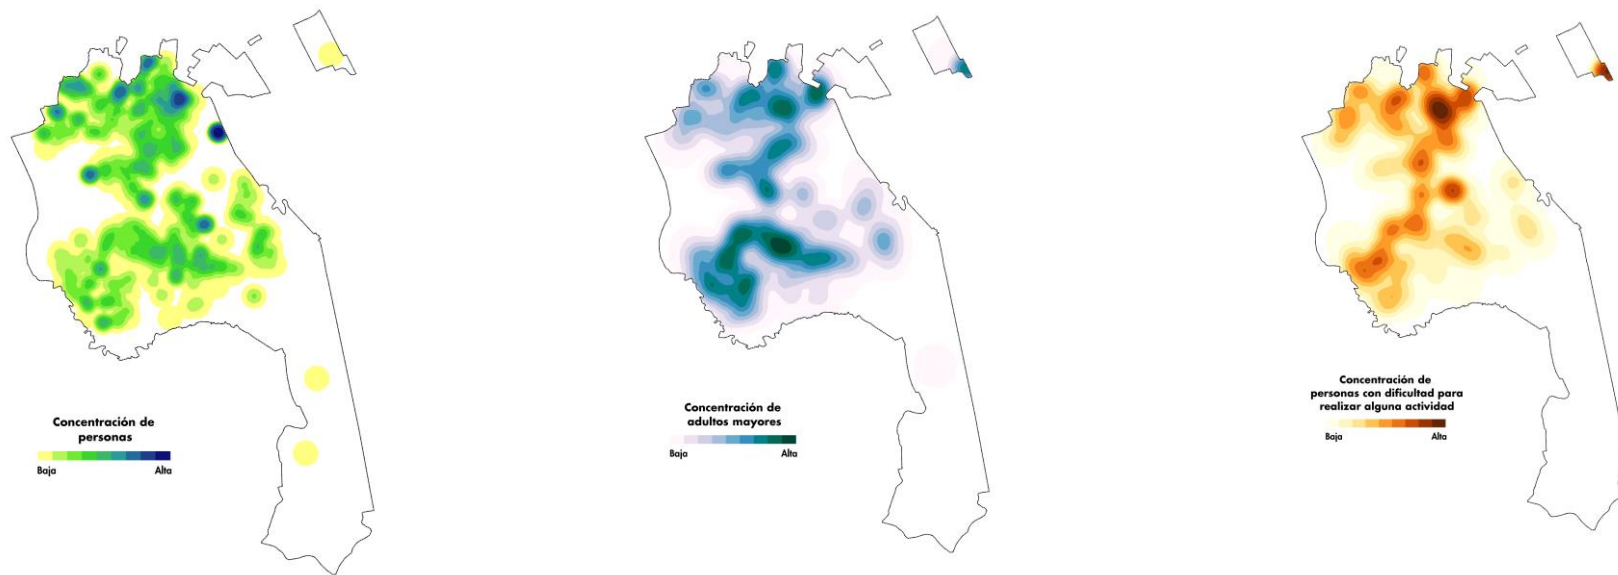 Concentración de
personas
Baja Alta
Concentración de
adultos mayores
Baja Alta
Concentración de
personas con dificultad para
realizar alguna actividad
Baja Alta